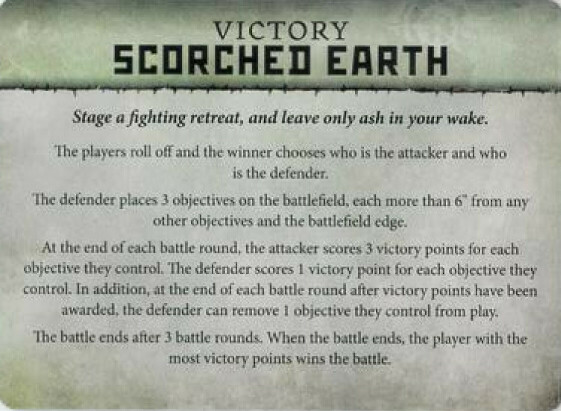 VICTORY
SCORCHED EARTH
Stage a fighting retreat, and leave only ash in your wake.
The players roll off and the winner chooses who is the attacker and who
is the defender.
The defender places 3 objectives on the battlefield, each more than 6" from any
other objectives and the battlefield edge.
At the end of each battle round, the attacker scores 3 victory points for each
objective they control. The defender scores 1 victory point for each objective they
control. In addition, at the end of each battle round after victory points have been
awarded, the defender can remove 1 objective they control from play.
The battle ends after 3 battle rounds. When the battle ends, the player with the
most victory points wins the battle.